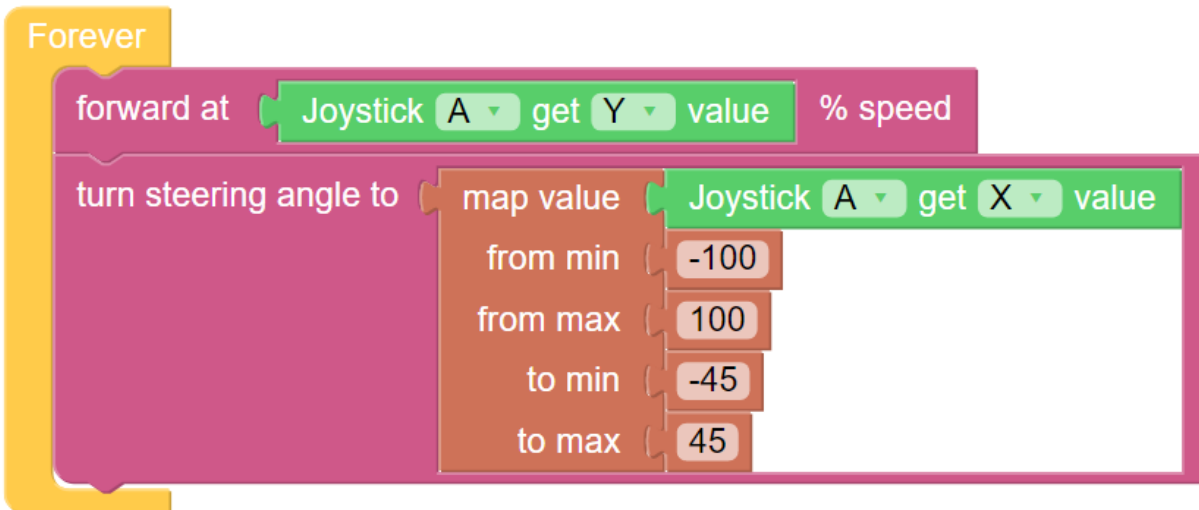 Forever
forward at Joystick A get Y value % speed
turn steering angle to map value Joystick A get X value
from min -100
from max 100
to min -45
to max 45